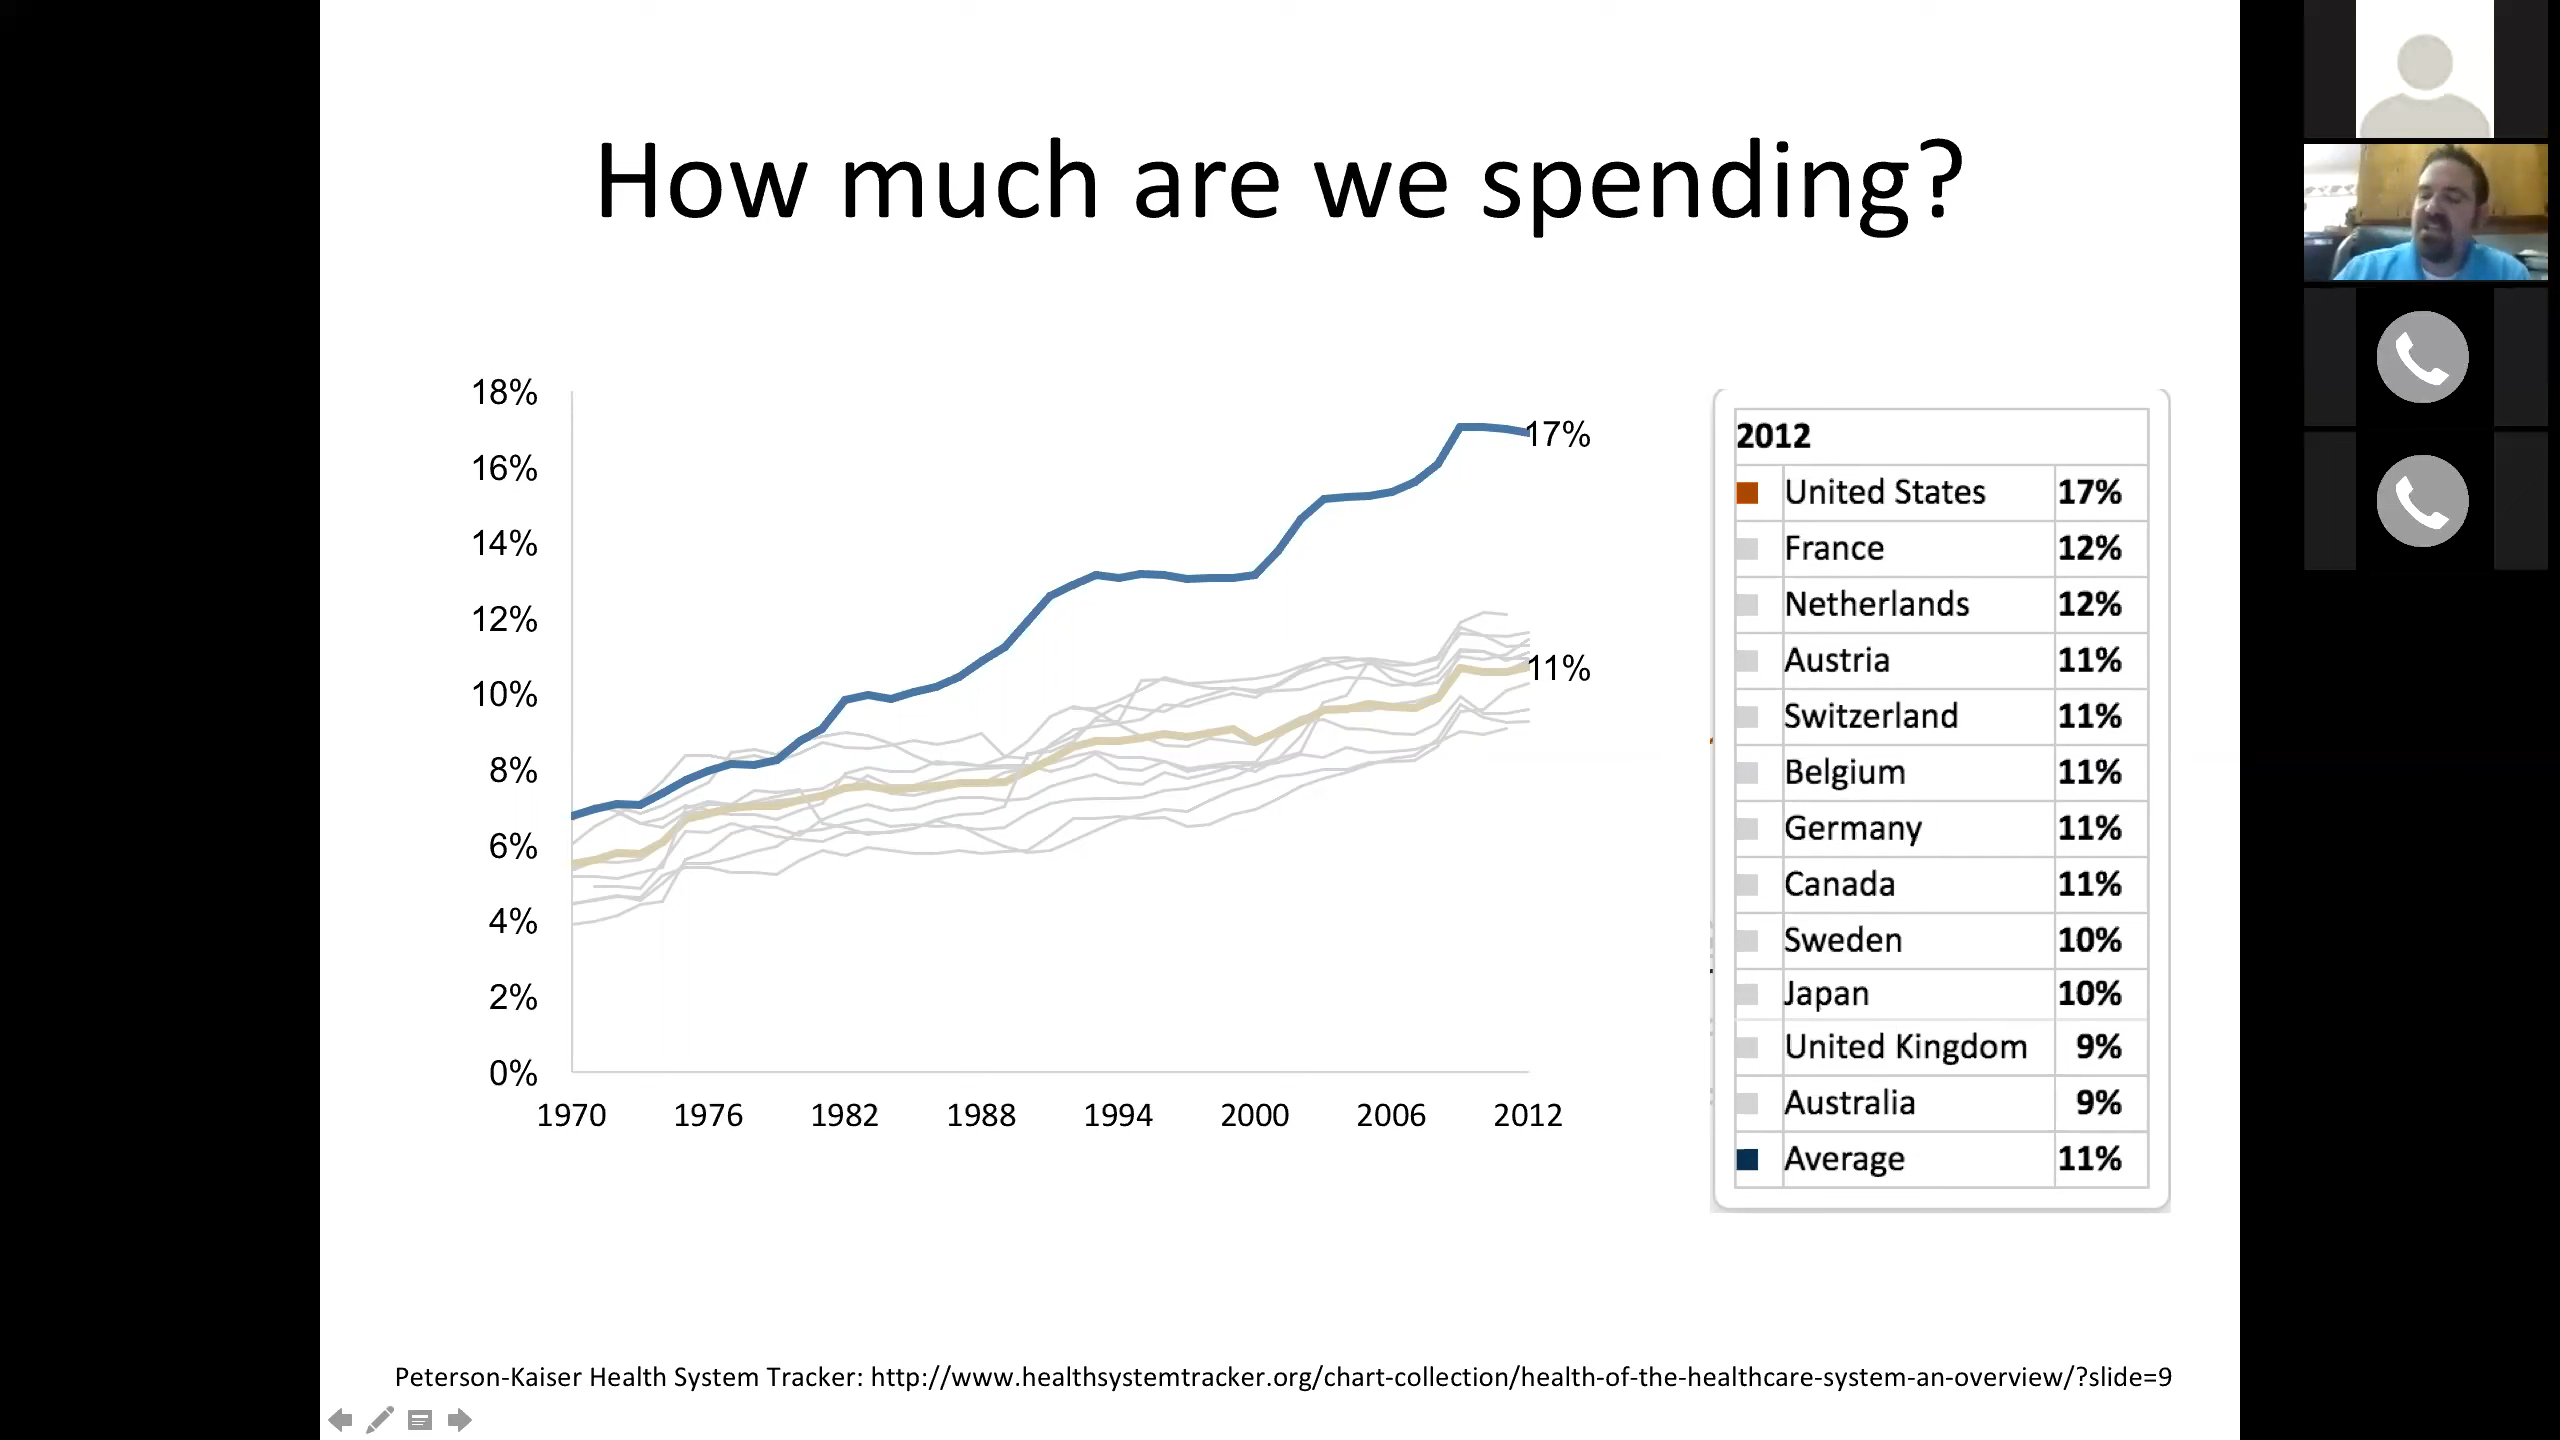 How much are we spending?
18%
16%
14%
12%
10%
8%
6%
4%
2%
0%
17%
11%
1970 1976 1982 1988 1994 2000 2006 2012
2012
United States 17%
France 12%
Netherlands 12%
Austria 11%
Switzerland 11%
Belgium 11%
Germany 11%
Canada 11%
Sweden 10%
Japan 10%
United Kingdom 9%
Australia 9%
Average 11%
Peterson-Kaiser Health System Tracker: http://www.healthsystemtracker.org/chart-collection/health-of-the-healthcare-system-an-overview/?slide=9